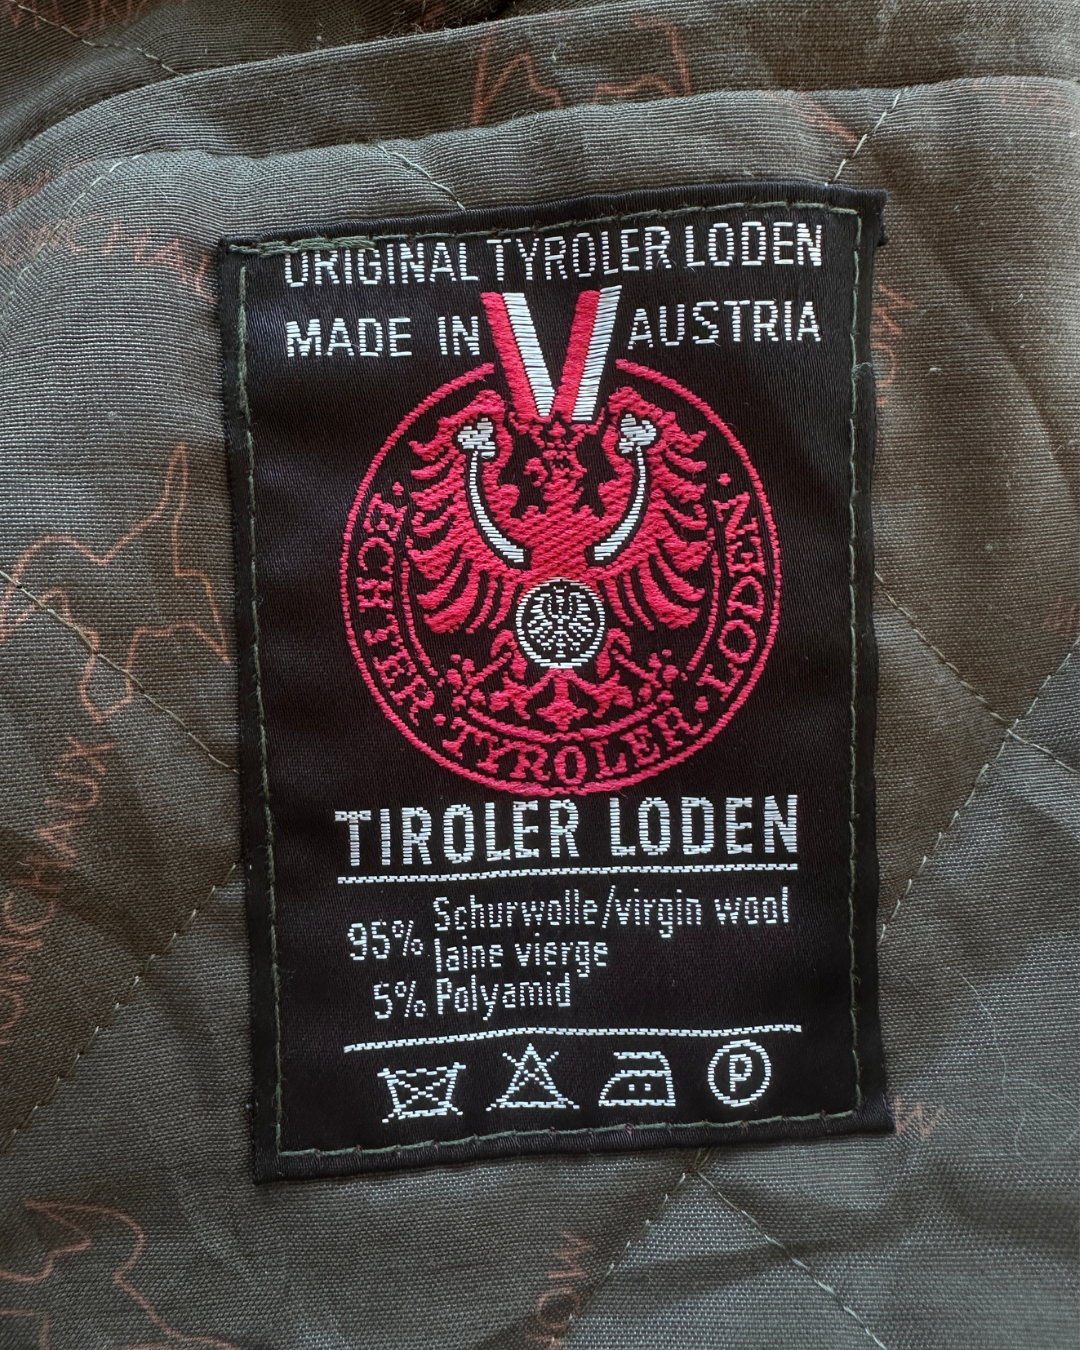 ORIGINAL TYROLER LODEN
MADE IN AUSTRIA
ECHTER · TYROLER · LODEN
TIROLER LODEN
95% Schurwolle/virgin wool
laine vierge
5% Polyamid
P
MONCHAUX